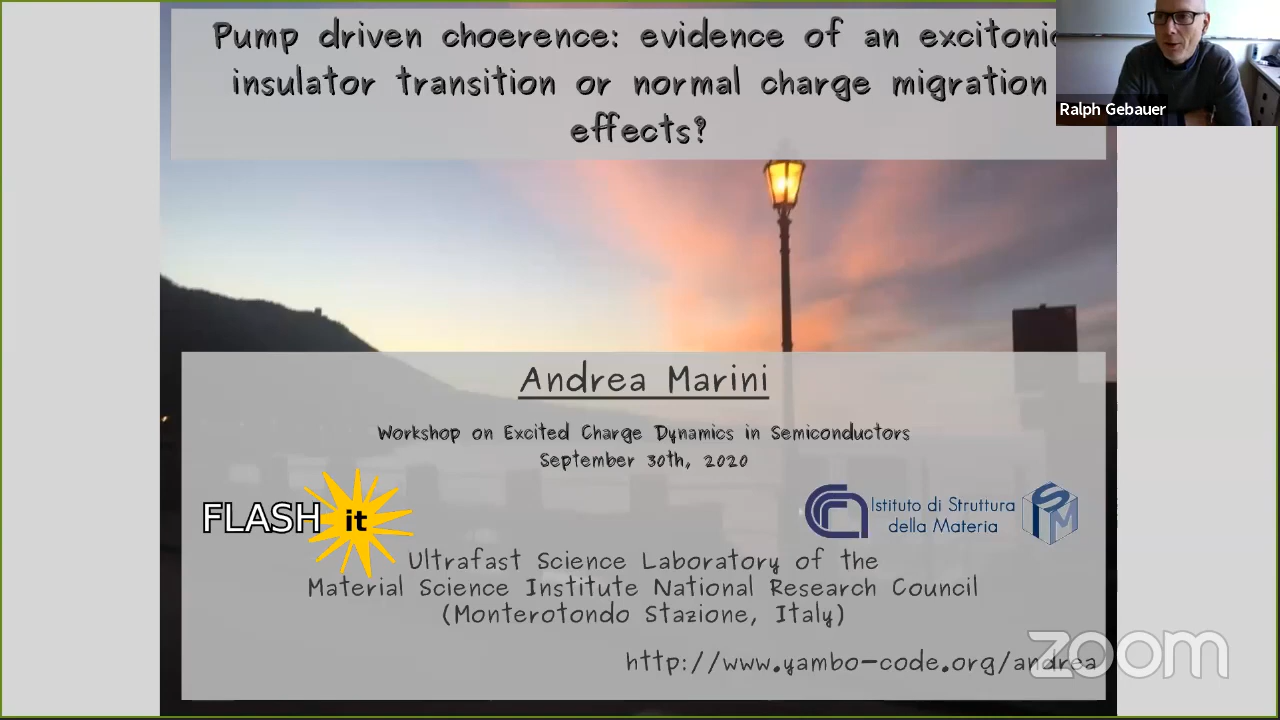 Pump driven choerence: evidence of an excitonic
insulator transition or normal charge migration
effects?
Ralph Gebauer
Andrea Marini
Workshop on Excited Charge Dynamics in Semiconductors
September 30th, 2020
FLASH it
Istituto di Struttura
della Materia
ISM
Ultrafast Science Laboratory of the
Material Science Institute National Research Council
(Monterotondo Stazione, Italy)
http://www.yambo-code.org/andrea
zoom